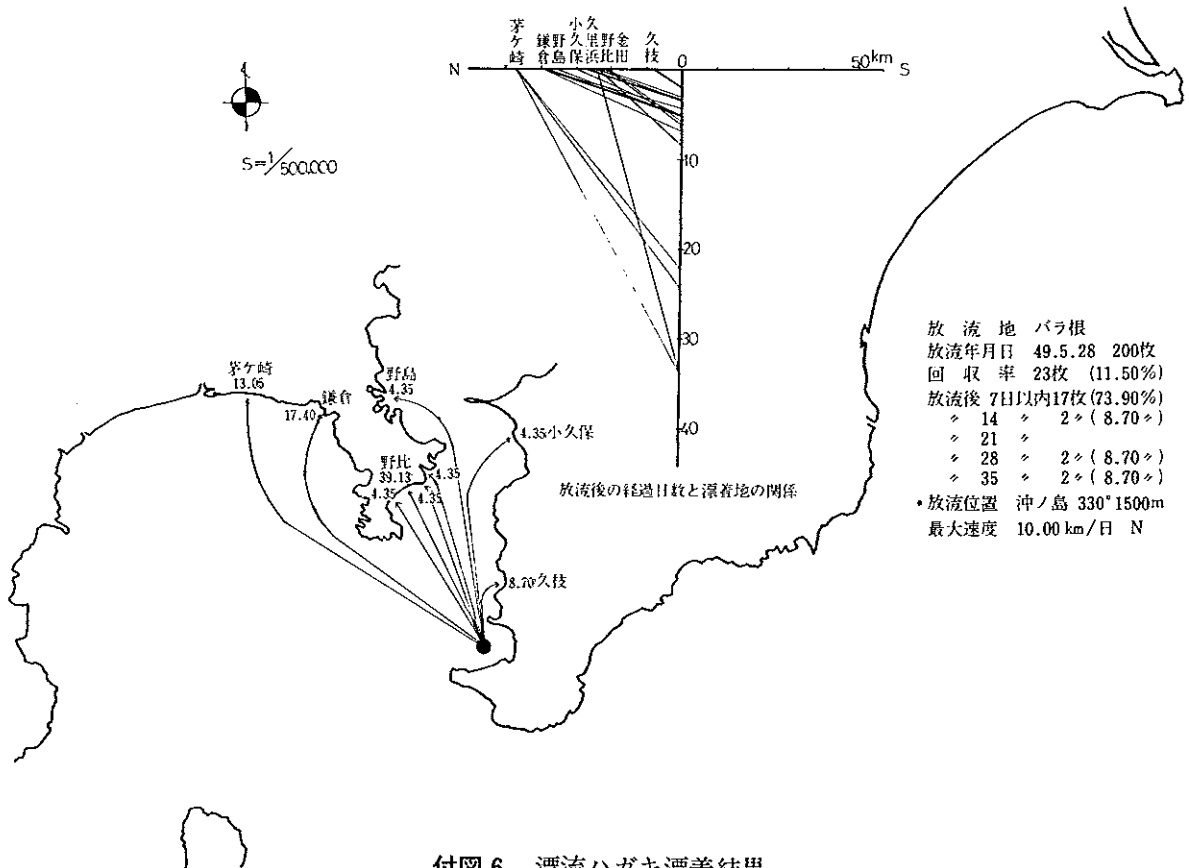 茅ケ崎
鎌倉
野島
小久保
久里浜
野比
金田
久枝
N 0 50km S
10
20
30
40
S=1/500.000
放流後の経過日数と漂着地の関係
茅ケ崎
13.05
鎌倉
17.40
野島
4.35
4.35小久保
野比
39.13
4.35
4.35
4.35
8.70久枝
放流地 バラ根
放流年月日 49.5.28 200枚
回収率 23枚 (11.50%)
放流後 7日以内17枚(73.90%)
〃 14 〃 2〃(8.70〃)
〃 21 〃
〃 28 〃 2〃(8.70〃)
〃 35 〃 2〃(8.70〃)
•放流位置 沖ノ島 330°1500m
最大速度 10.00km/日 N
付図6 漂流ハガキ漂着結果